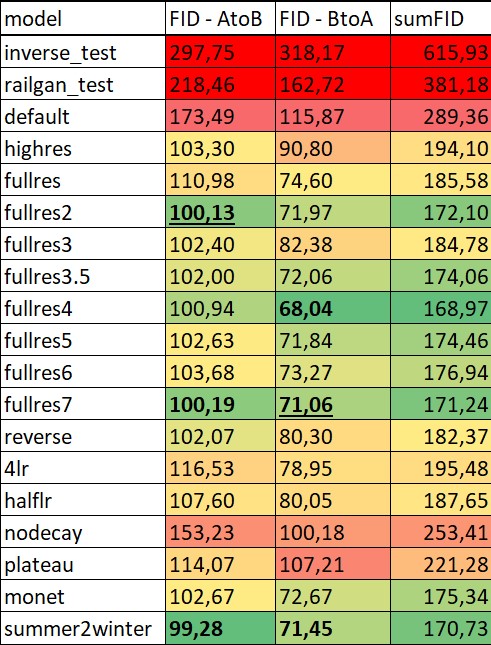 model FID - AtoB FID - BtoA sumFID
inverse_test 297,75 318,17 615,93
railgan_test 218,46 162,72 381,18
default 173,49 115,87 289,36
highres 103,30 90,80 194,10
fullres 110,98 74,60 185,58
fullres2 100,13 71,97 172,10
fullres3 102,40 82,38 184,78
fullres3.5 102,00 72,06 174,06
fullres4 100,94 68,04 168,97
fullres5 102,63 71,84 174,46
fullres6 103,68 73,27 176,94
fullres7 100,19 71,06 171,24
reverse 102,07 80,30 182,37
4lr 116,53 78,95 195,48
halflr 107,60 80,05 187,65
nodecay 153,23 100,18 253,41
plateau 114,07 107,21 221,28
monet 102,67 72,67 175,34
summer2winter 99,28 71,45 170,73